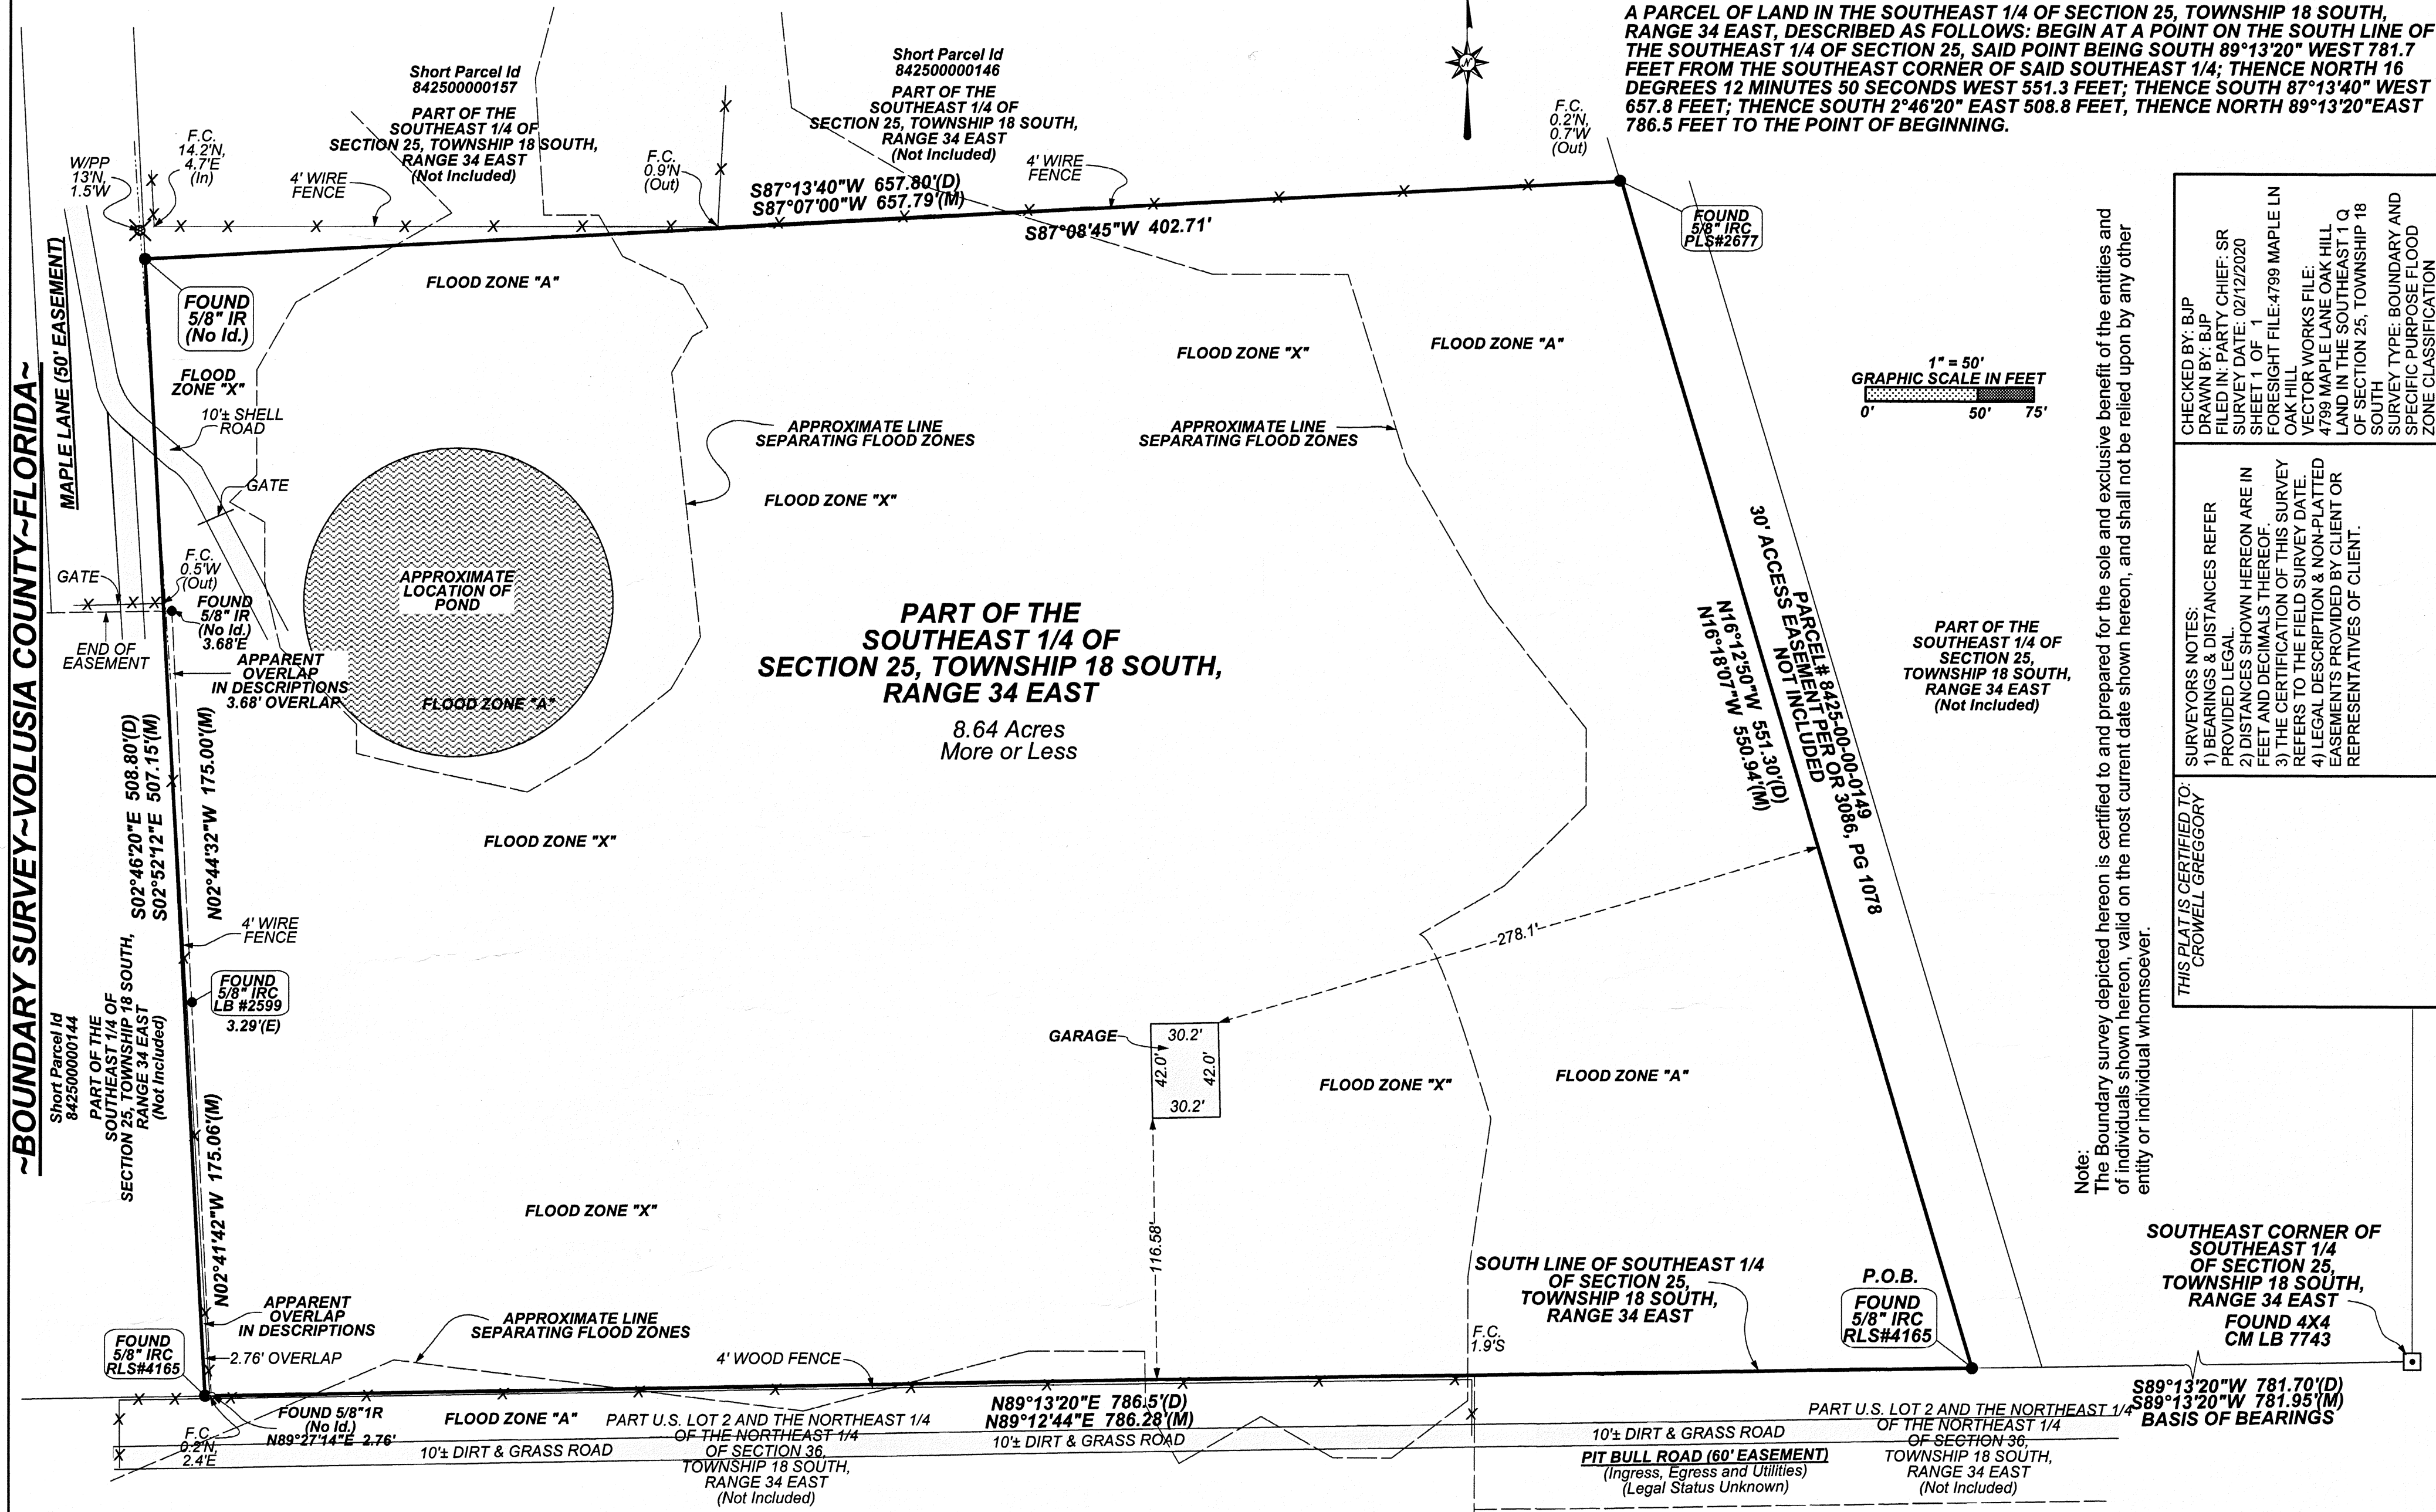 A PARCEL OF LAND IN THE SOUTHEAST 1/4 OF SECTION 25, TOWNSHIP 18 SOUTH,
RANGE 34 EAST, DESCRIBED AS FOLLOWS: BEGIN AT A POINT ON THE SOUTH LINE OF
THE SOUTHEAST 1/4 OF SECTION 25, SAID POINT BEING SOUTH 89°13'20" WEST 781.7
FEET FROM THE SOUTHEAST CORNER OF SAID SOUTHEAST 1/4; THENCE NORTH 16
DEGREES 12 MINUTES 50 SECONDS WEST 551.3 FEET; THENCE SOUTH 87°13'40" WEST
657.8 FEET; THENCE SOUTH 2°46'20" EAST 508.8 FEET, THENCE NORTH 89°13'20"EAST
786.5 FEET TO THE POINT OF BEGINNING.
~BOUNDARY SURVEY~VOLUSIA COUNTY~FLORIDA~
MAPLE LANE (50' EASEMENT)
W/PP
13'N,
1.5'W
F.C.
14.2'N,
4.7'E
(In)
4' WIRE
FENCE
Short Parcel Id
842500000157
PART OF THE
SOUTHEAST 1/4 OF
SECTION 25, TOWNSHIP 18 SOUTH,
RANGE 34 EAST
(Not Included)
F.C.
0.9'N
(Out)
Short Parcel Id
842500000146
PART OF THE
SOUTHEAST 1/4 OF
SECTION 25, TOWNSHIP 18 SOUTH,
RANGE 34 EAST
(Not Included)
4' WIRE
FENCE
S87°13'40"W 657.80'(D)
S87°07'00"W 657.79'(M)
S87°08'45"W 402.71'
N
F.C.
0.2'N,
0.7'W
(Out)
FOUND
5/8" IRC
PLS#2677
FOUND
5/8" IR
(No Id.)
FLOOD ZONE "A"
FLOOD
ZONE "X"
10'± SHELL
ROAD
GATE
FLOOD ZONE "X"
FLOOD ZONE "A"
APPROXIMATE LINE
SEPARATING FLOOD ZONES
APPROXIMATE LINE
SEPARATING FLOOD ZONES
FLOOD ZONE "X"
1" = 50'
GRAPHIC SCALE IN FEET
0' 50' 75'
GATE
F.C.
0.5'W
(Out)
FOUND
5/8" IR
(No Id.)
3.68'E
END OF
EASEMENT
APPARENT
OVERLAP
IN DESCRIPTIONS
3.68' OVERLAP
APPROXIMATE
LOCATION OF
POND
FLOOD ZONE "A"
PART OF THE
SOUTHEAST 1/4 OF
SECTION 25, TOWNSHIP 18 SOUTH,
RANGE 34 EAST
8.64 Acres
More or Less
PARCEL# 8425-00-00-0149
30' ACCESS EASEMENT PER OR 3086, PG 1078
NOT INCLUDED
N16°12'50"W 551.30'(D)
N16°18'07"W 550.94'(M)
PART OF THE
SOUTHEAST 1/4 OF
SECTION 25,
TOWNSHIP 18 SOUTH,
RANGE 34 EAST
(Not Included)
S02°46'20"E 508.80'(D)
S02°52'12"E 507.15'(M)
N02°44'32"W 175.00'(M)
FLOOD ZONE "X"
4' WIRE
FENCE
FOUND
5/8" IRC
LB #2599
3.29'(E)
Short Parcel Id
842500000144
PART OF THE
SOUTHEAST 1/4 OF
SECTION 25, TOWNSHIP 18 SOUTH,
RANGE 34 EAST
(Not Included)
N02°41'42"W 175.06'(M)
278.1'
GARAGE
30.2'
42.0'
42.0'
30.2'
FLOOD ZONE "X"
FLOOD ZONE "A"
FLOOD ZONE "X"
116.58'
APPARENT
OVERLAP
IN DESCRIPTIONS
2.76' OVERLAP
FOUND
5/8" IRC
RLS#4165
APPROXIMATE LINE
SEPARATING FLOOD ZONES
4' WOOD FENCE
SOUTH LINE OF SOUTHEAST 1/4
OF SECTION 25,
TOWNSHIP 18 SOUTH,
RANGE 34 EAST
F.C.
1.9'S
P.O.B.
FOUND
5/8" IRC
RLS#4165
SOUTHEAST CORNER OF
SOUTHEAST 1/4
OF SECTION 25,
TOWNSHIP 18 SOUTH,
RANGE 34 EAST
FOUND 4X4
CM LB 7743
S89°13'20"W 781.70'(D)
S89°13'20"W 781.95'(M)
BASIS OF BEARINGS
FOUND 5/8"1R
(No Id.)
N89°27'14"E 2.76'
F.C.
0.2'N,
2.4'E
FLOOD ZONE "A"
N89°13'20"E 786.5'(D)
N89°12'44"E 786.28'(M)
PART U.S. LOT 2 AND THE NORTHEAST 1/4
OF THE NORTHEAST 1/4
OF SECTION 36,
TOWNSHIP 18 SOUTH,
RANGE 34 EAST
(Not Included)
10'± DIRT & GRASS ROAD
10'± DIRT & GRASS ROAD
10'± DIRT & GRASS ROAD
PIT BULL ROAD (60' EASEMENT)
(Ingress, Egress and Utilities)
(Legal Status Unknown)
PART U.S. LOT 2 AND THE NORTHEAST 1/4
OF THE NORTHEAST 1/4
OF SECTION 36,
TOWNSHIP 18 SOUTH,
RANGE 34 EAST
(Not Included)
Note:
The Boundary survey depicted hereon is certified to and prepared for the sole and exclusive benefit of the entities and
of individuals shown hereon, valid on the most current date shown hereon, and shall not be relied upon by any other
entity or individual whomsoever.
CHECKED BY: BJP
DRAWN BY: BJP
FILED IN: PARTY CHIEF: SR
SURVEY DATE: 02/12/2020
SHEET 1 OF 1
FORESIGHT FILE:4799 MAPLE LN
OAK HILL
VECTOR WORKS FILE:
4799 MAPLE LANE OAK HILL
LAND IN THE SOUTHEAST 1 Q
OF SECTION 25, TOWNSHIP 18
SOUTH
SURVEY TYPE: BOUNDARY AND
SPECIFIC PURPOSE FLOOD
ZONE CLASSIFICATION
SURVEYORS NOTES:
1) BEARINGS & DISTANCES REFER
PROVIDED LEGAL.
2) DISTANCES SHOWN HEREON ARE IN
FEET AND DECIMALS THEREOF.
3) THE CERTIFICATION OF THIS SURVEY
REFERS TO THE FIELD SURVEY DATE.
4) LEGAL DESCRIPTION & NON-PLATTED
EASEMENTS PROVIDED BY CLIENT OR
REPRESENTATIVES OF CLIENT.
THIS PLAT IS CERTIFIED TO:
CROWELL GREGGORY